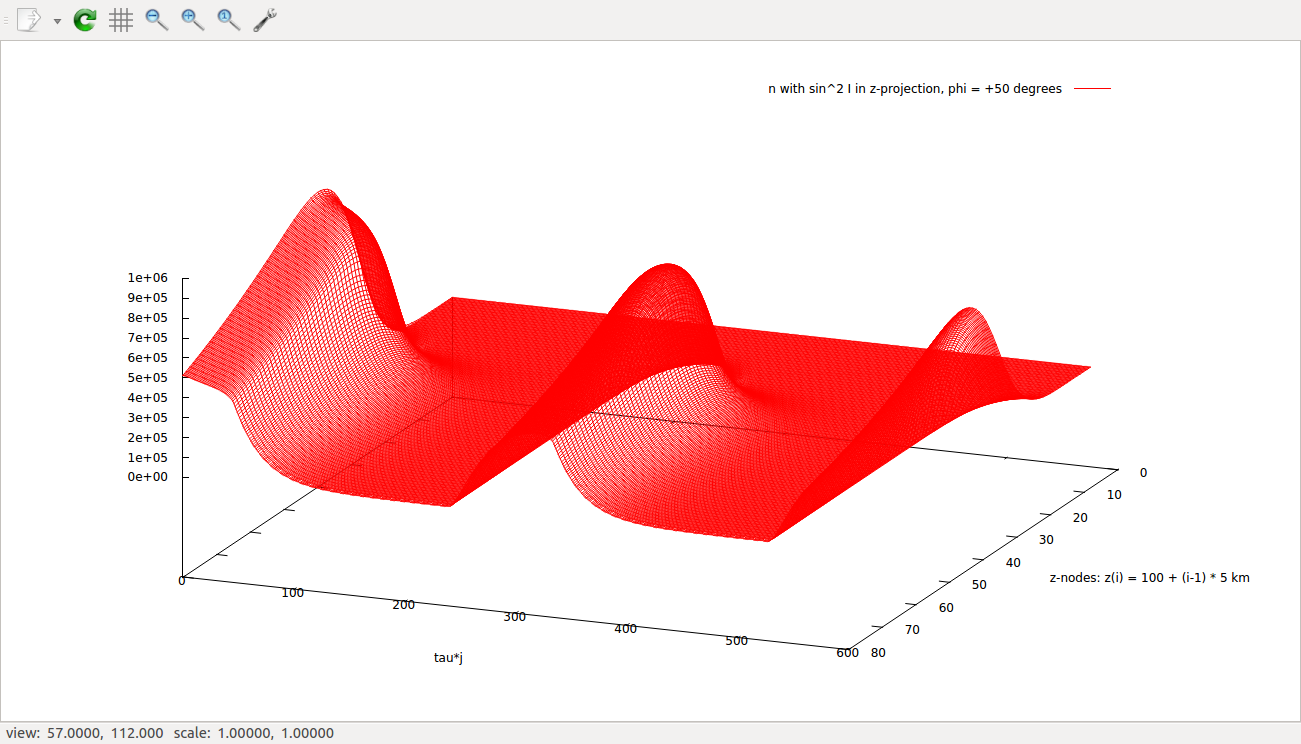 n with sin^2 I in z-projection, phi = +50 degrees
1e+06
9e+05
8e+05
7e+05
6e+05
5e+05
4e+05
3e+05
2e+05
1e+05
0e+00
0
100
200
300
400
500
600
tau*j
0
10
20
30
40
50
60
70
80
z-nodes: z(i) = 100 + (i-1) * 5 km
view: 57.0000, 112.000 scale: 1.00000, 1.00000